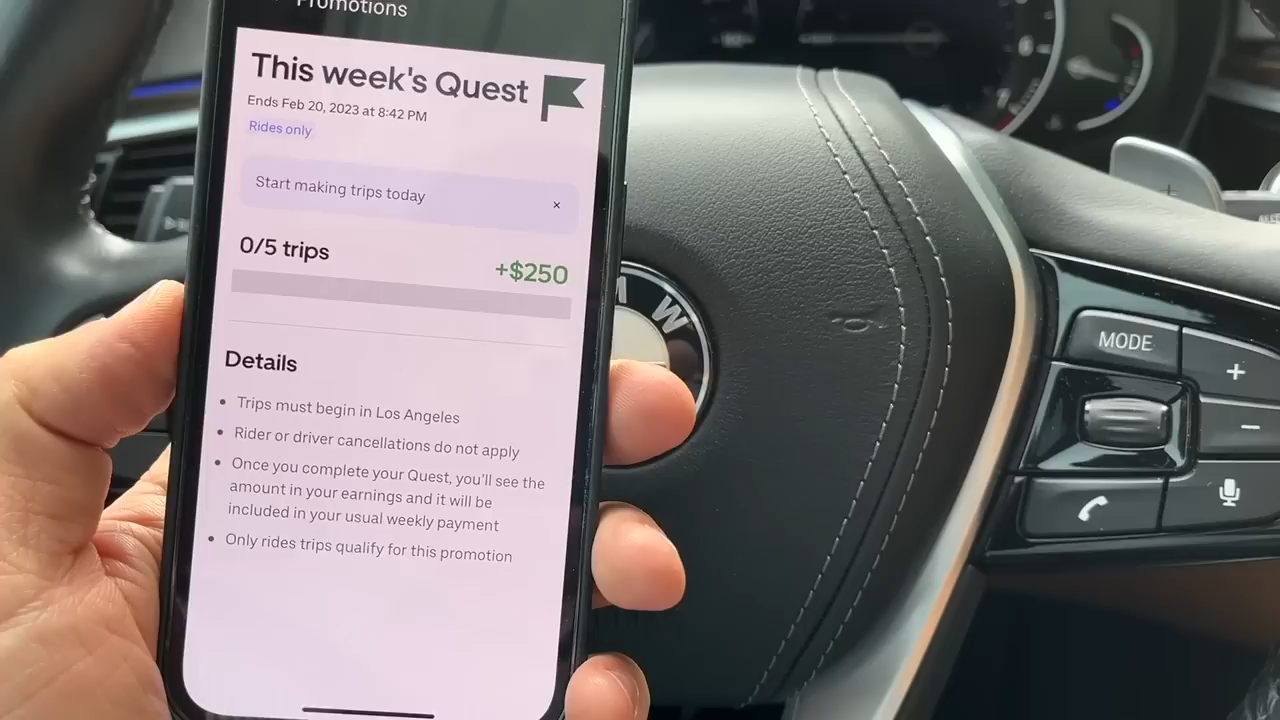 Promotions
This week's Quest
Ends Feb 20, 2023 at 8:42 PM
Rides only
Start making trips today
×
0/5 trips
+$250
Details
• Trips must begin in Los Angeles
• Rider or driver cancellations do not apply
• Once you complete your Quest, you'll see the
amount in your earnings and it will be
included in your usual weekly payment
• Only rides trips qualify for this promotion
W
MODE
+
−
6
7
+